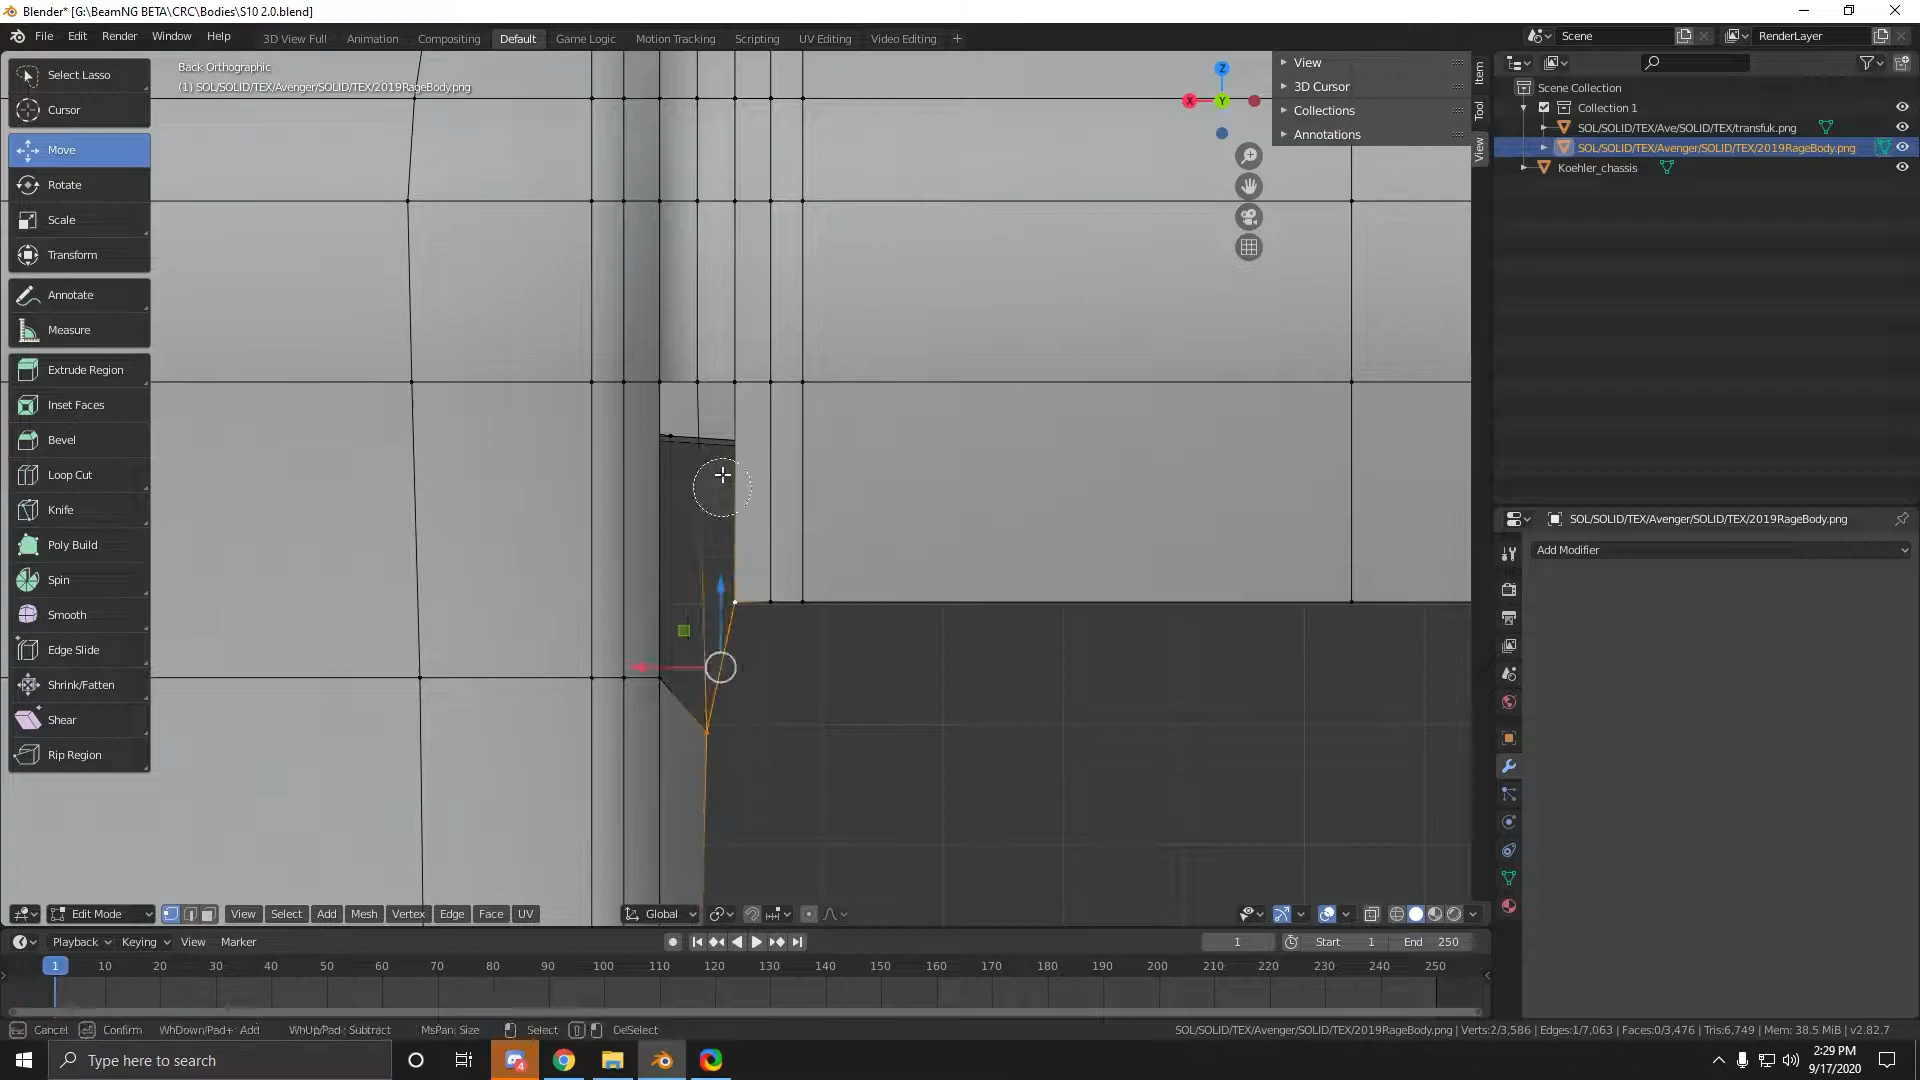 Blender* [G:\BeamNG BETA\CRC\Bodies\S10 2.0.blend]
File Edit Render Window Help 3D View Full Animation Compositing Default Game Logic Motion Tracking Scripting UV Editing Video Editing + Scene RenderLayer
Back Orthographic
(1) SOL/SOLID/TEX/Avenger/SOLID/TEX/2019RageBody.png
Select Lasso
Cursor
Move
Rotate
Scale
Transform
Annotate
Measure
Extrude Region
Inset Faces
Bevel
Loop Cut
Knife
Poly Build
Spin
Smooth
Edge Slide
Shrink/Fatten
Shear
Rip Region
Z
X
Y
View
3D Cursor
Collections
Annotations
Item
Tool
View
Scene Collection
Collection 1
SOL/SOLID/TEX/Ave/SOLID/TEX/transfuk.png
SOL/SOLID/TEX/Avenger/SOLID/TEX/2019RageBody.png
Koehler_chassis
SOL/SOLID/TEX/Avenger/SOLID/TEX/2019RageBody.png
Add Modifier
Edit Mode View Select Add Mesh Vertex Edge Face UV Global
Playback Keying View Marker 1 Start 1 End 250
1 10 20 30 40 50 60 70 80 90 100 110 120 130 140 150 160 170 180 190 200 210 220 230 240 250
Cancel Confirm WhDown/Pad+: Add WhUp/Pad : Subtract MsPan: Size Select DeSelect SOL/SOLID/TEX/Avenger/SOLID/TEX/2019RageBody.png | Verts:2/3,586 | Edges:1/7,063 | Faces:0/3,476 | Tris:6,749 | Mem: 38.5 MiB | v2.82.7
Type here to search
4
2:29 PM
9/17/2020